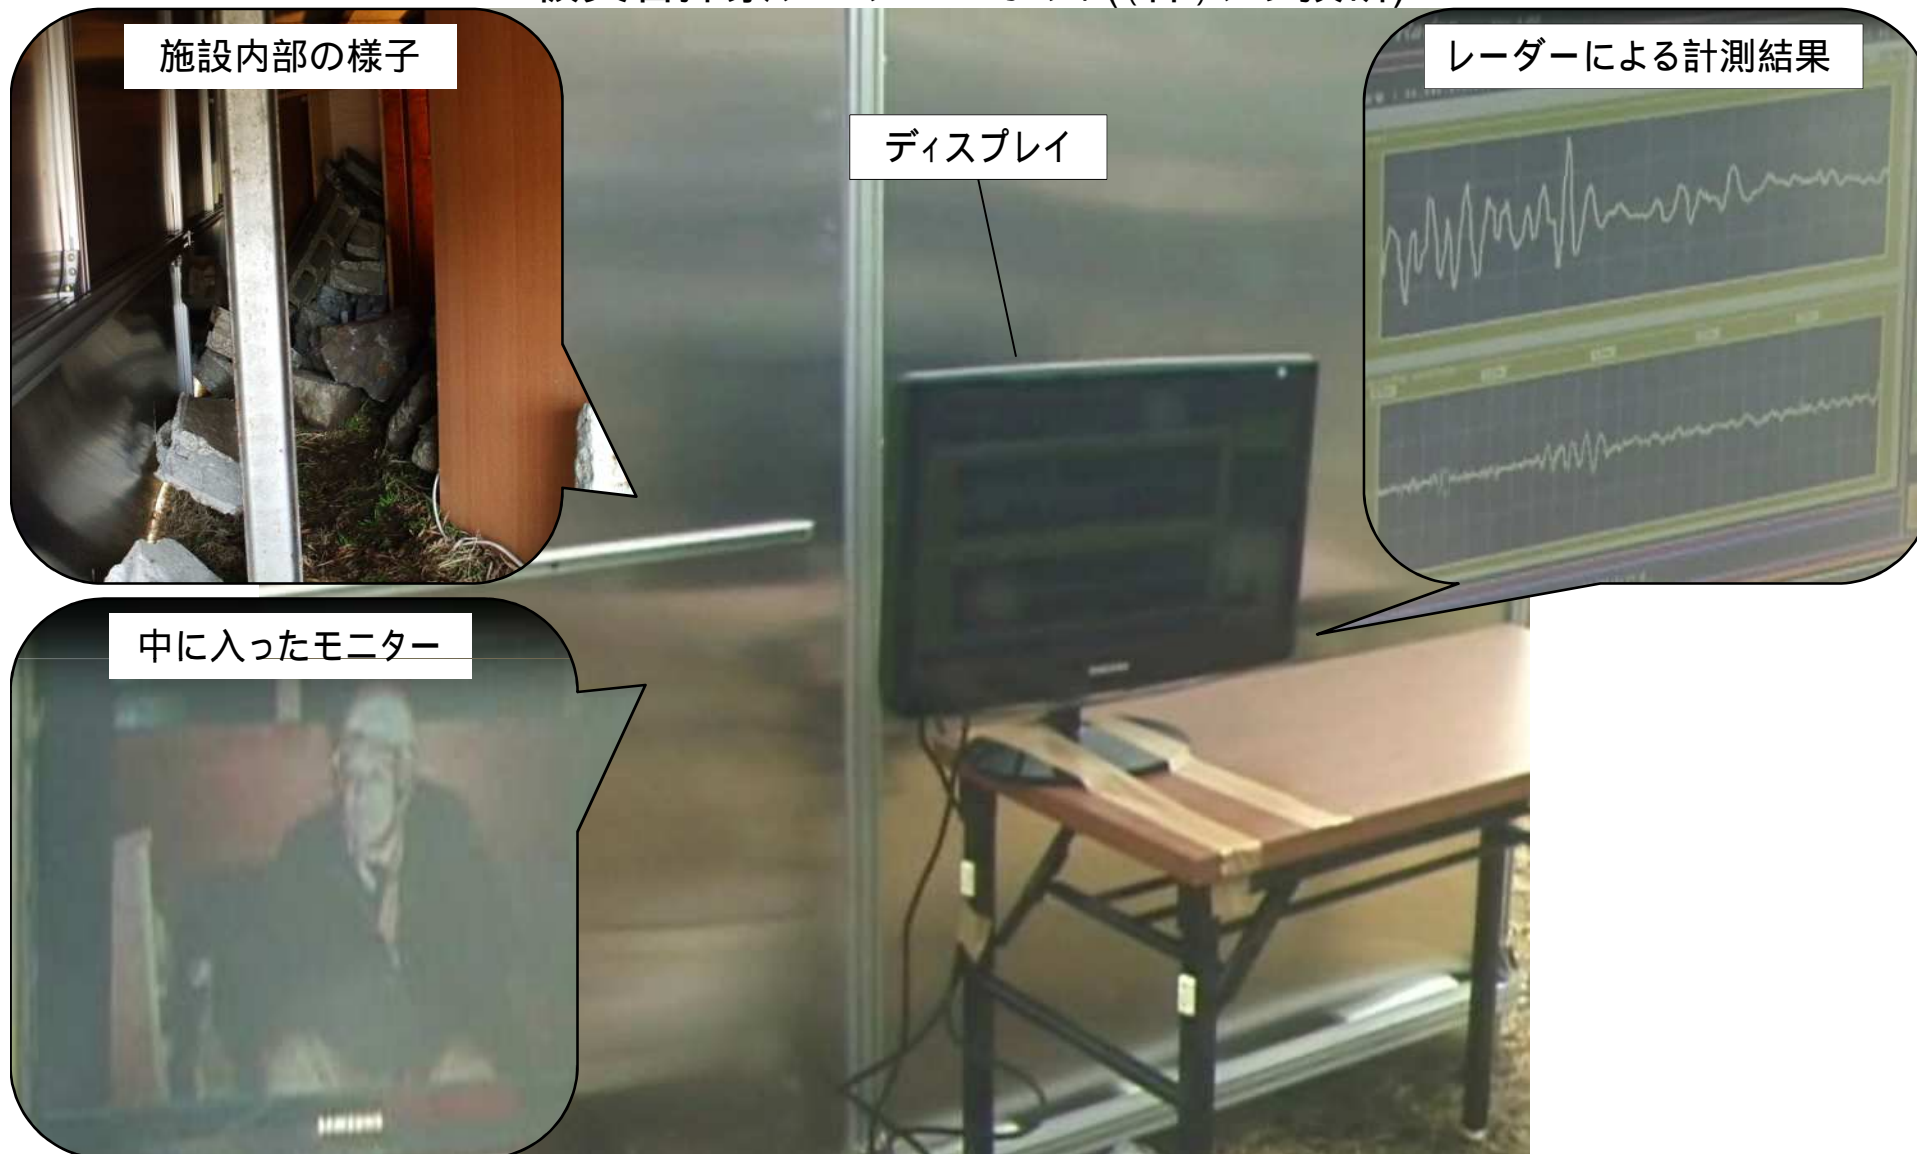 施設内部の様子
レーダーによる計測結果
ディスプレイ
中に入ったモニター